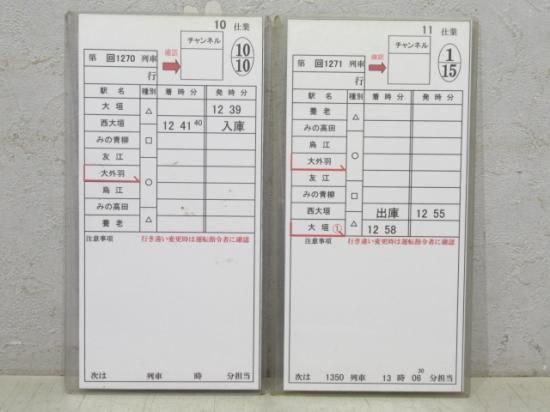 10 仕業
チャンネル
確認
10
10
第 回1270 列車
行
駅名 種別 着時分 発時分
大垣 △ 12 39
西大垣 12 41 40 入庫
みの青柳 □
友江
大外羽 ○
烏江
みの高田
養老 △
注意事項 行き違い変更時は運転指令者に確認
次は 列車 時 分担当
11 仕業
チャンネル
確認
1
15
第 回1271 列車
行
駅名 種別 着時分 発時分
養老 △
みの高田
烏江
大外羽 ○
友江
みの青柳 □
西大垣 出庫 12 55
大垣 ① △ 12 58
注意事項 行き違い変更時は運転指令者に確認
次は 1350 列車 13 時 06 30 分担当